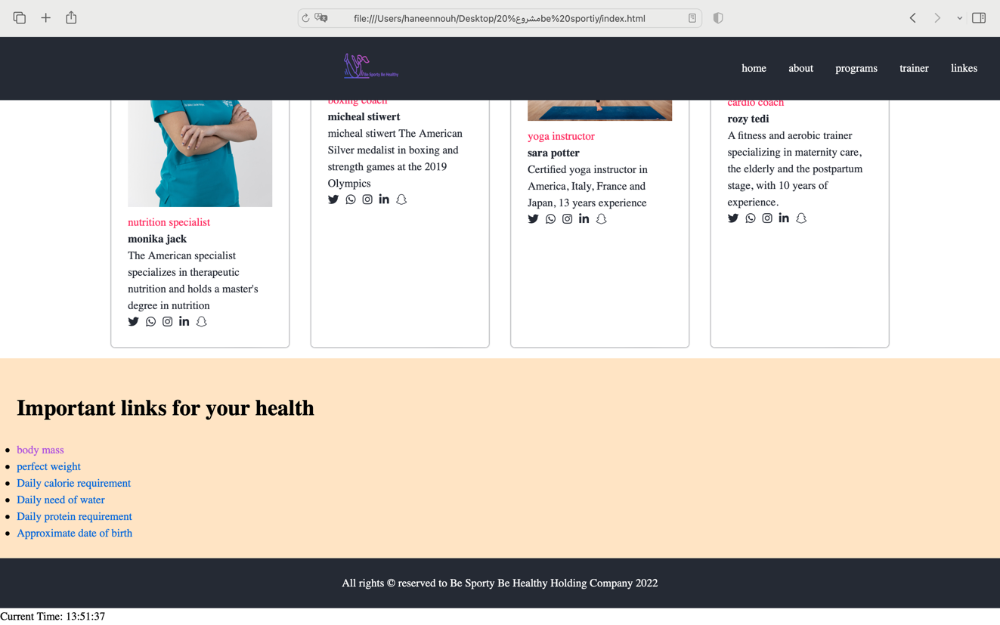 file:///Users/haneennouh/Desktop/20%مشروعbe%20sportiy/index.html
Be Sporty Be Healthy
home
about
programs
trainer
linkes
nutrition specialist
monika jack
The American specialist
specializes in therapeutic
nutrition and holds a master's
degree in nutrition
boxing coach
micheal stiwert
micheal stiwert The American
Silver medalist in boxing and
strength games at the 2019
Olympics
yoga instructor
sara potter
Certified yoga instructor in
America, Italy, France and
Japan, 13 years experience
cardio coach
rozy tedi
A fitness and aerobic trainer
specializing in maternity care,
the elderly and the postpartum
stage, with 10 years of
experience.
Important links for your health
body mass
perfect weight
Daily calorie requirement
Daily need of water
Daily protein requirement
Approximate date of birth
All rights © reserved to Be Sporty Be Healthy Holding Company 2022
Current Time: 13:51:37